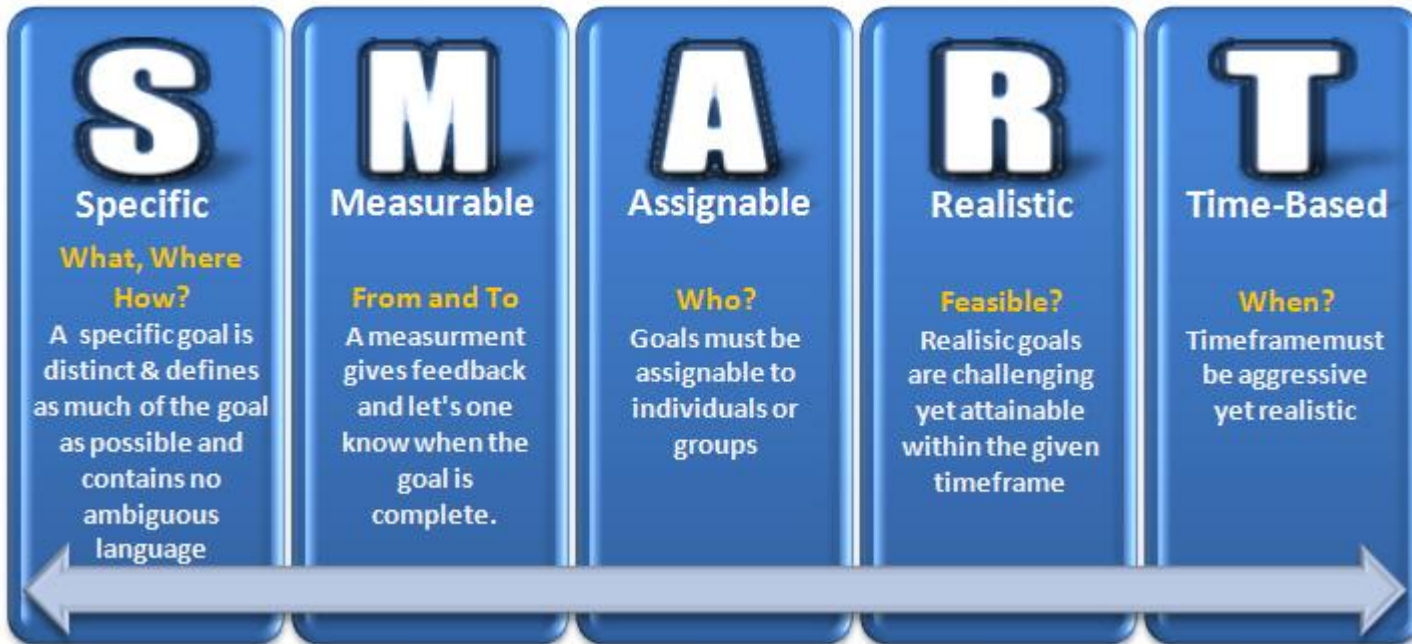 S
Specific
What, Where
How?
A specific goal is
distinct & defines
as much of the goal
as possible and
contains no
ambiguous
language
M
Measurable
From and To
A measurment
gives feedback
and let's one
know when the
goal is
complete.
A
Assignable
Who?
Goals must be
assignable to
individuals or
groups
R
Realistic
Feasible?
Realisic goals
are challenging
yet attainable
within the given
timeframe
T
Time-Based
When?
Timeframemust
be aggressive
yet realistic